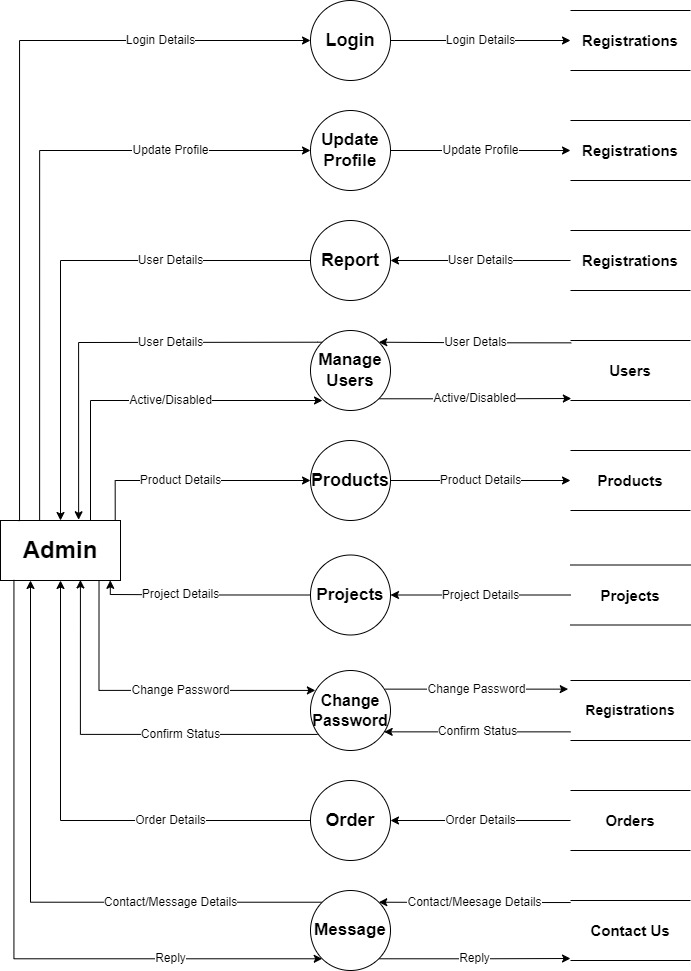 Login Details
Login
Login Details
Registrations
Update Profile
Update
Profile
Update Profile
Registrations
User Details
Report
User Details
Registrations
User Details
Manage
Users
User Detals
Users
Active/Disabled
Active/Disabled
Product Details
Products
Product Details
Products
Admin
Project Details
Projects
Project Details
Projects
Change Password
Change
Password
Change Password
Registrations
Confirm Status
Confirm Status
Order Details
Order
Order Details
Orders
Contact/Message Details
Message
Contact/Meesage Details
Contact Us
Reply
Reply